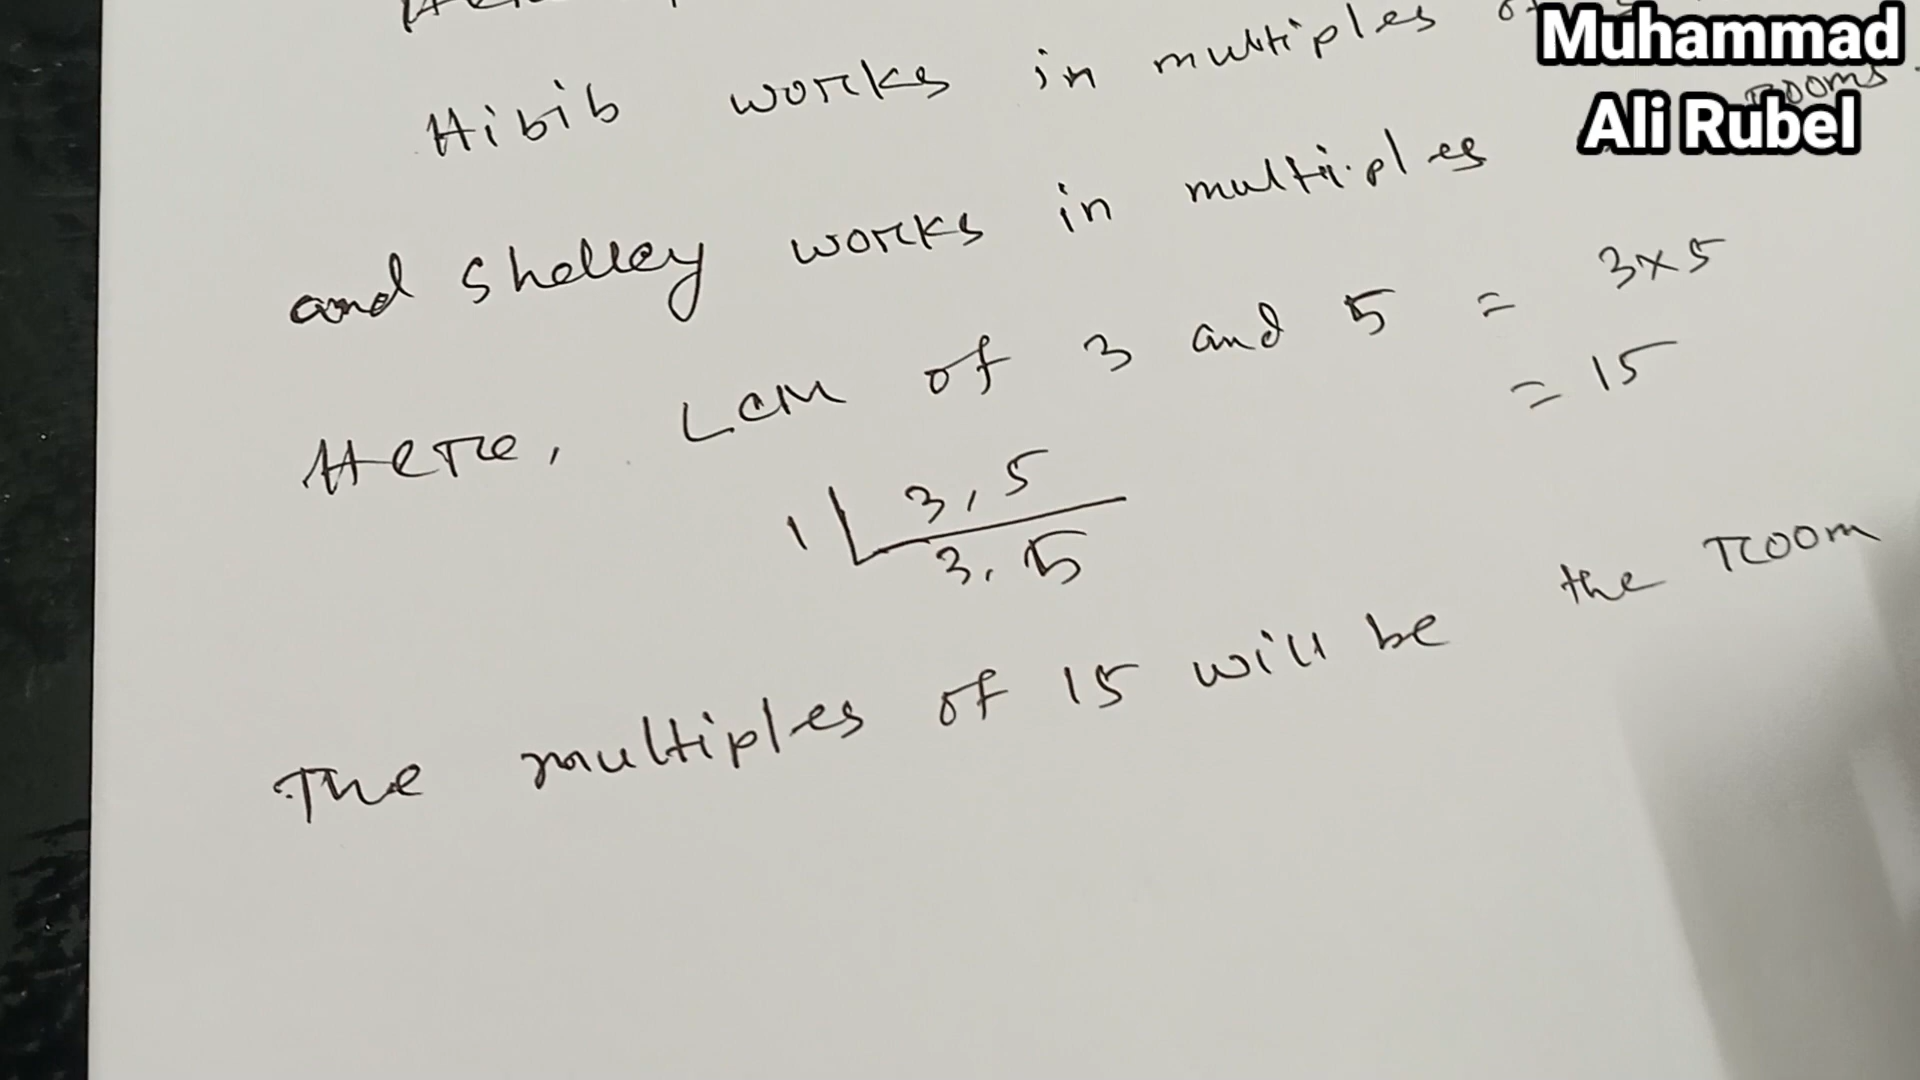 Hibib works in multiples of
rooms.
and Shelley works in multiples
Here, LCM of 3 and 5 = 3×5
= 15
1 3, 5
3, 5
The multiples of 15 will be the room
Muhammad
Ali Rubel